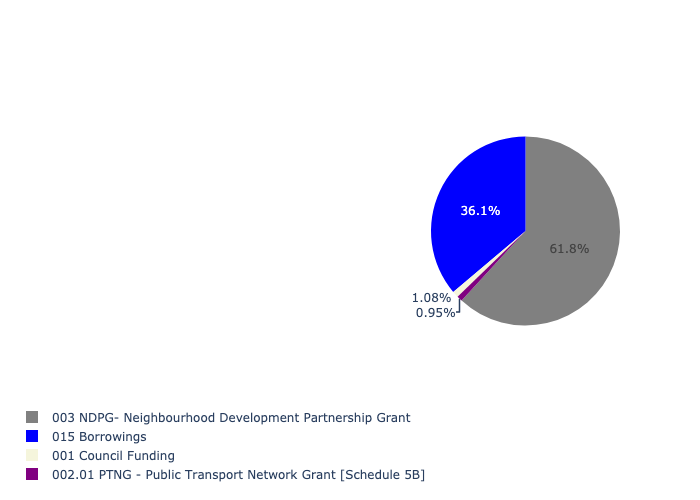 36.1%
61.8%
1.08%
0.95%
003 NDPG- Neighbourhood Development Partnership Grant
015 Borrowings
001 Council Funding
002.01 PTNG - Public Transport Network Grant [Schedule 5B]